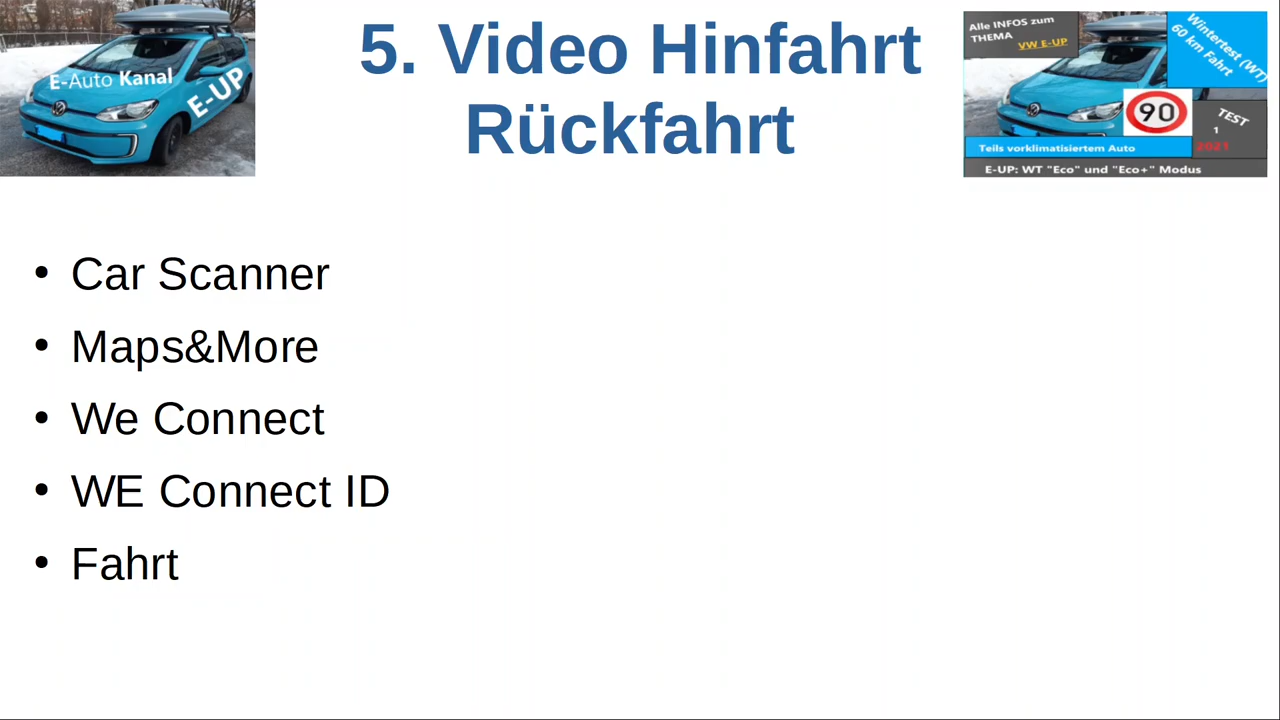 E-Auto Kanal
E-UP
5. Video Hinfahrt
Rückfahrt
Alle INFOS zum
THEMA
VW E-UP
Wintertest (WT)
60 km Fahrt
90
TEST
1
2021
Teils vorklimatisiertem Auto
E-UP: WT "Eco" und "Eco+" Modus
• Car Scanner
• Maps&More
• We Connect
• WE Connect ID
• Fahrt